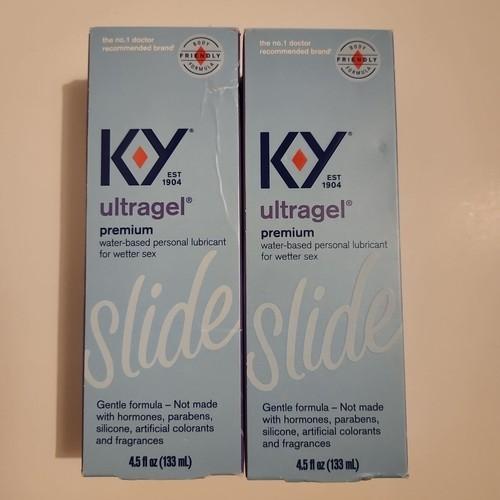 the no.1 doctor
recommended brand†
BODY
FRIENDLY
FORMULA
KY®
EST
1904
ultragel®
premium
water-based personal lubricant
for wetter sex
slide
Gentle formula – Not made
with hormones, parabens,
silicone, artificial colorants
and fragrances
4.5 fl oz (133 mL)
the no.1 doctor
recommended brand†
BODY
FRIENDLY
FORMULA
KY®
EST
1904
ultragel®
premium
water-based personal lubricant
for wetter sex
slide
Gentle formula – Not made
with hormones, parabens,
silicone, artificial colorants
and fragrances
4.5 fl oz (133 mL)